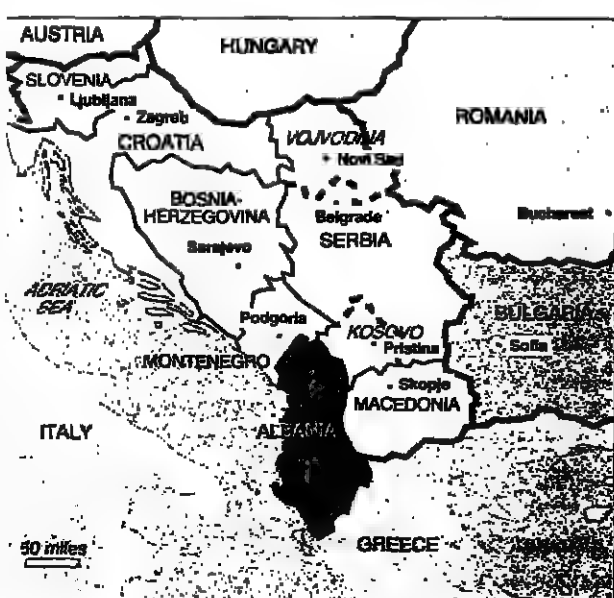 AUSTRIA
HUNGARY
SLOVENIA
Ljubljana
Zagreb
CROATIA
VOJVODINA
Novi Sad
ROMANIA
BOSNIA-
HERZEGOVINA
Belgrade
SERBIA
Bucharest
Sarajevo
ADRIATIC
SEA
BULGARIA
Sofia
Podgoria
KOSOVO
Pristina
MONTENEGRO
Skopje
MACEDONIA
ITALY
ALBANIA
50 miles
GREECE